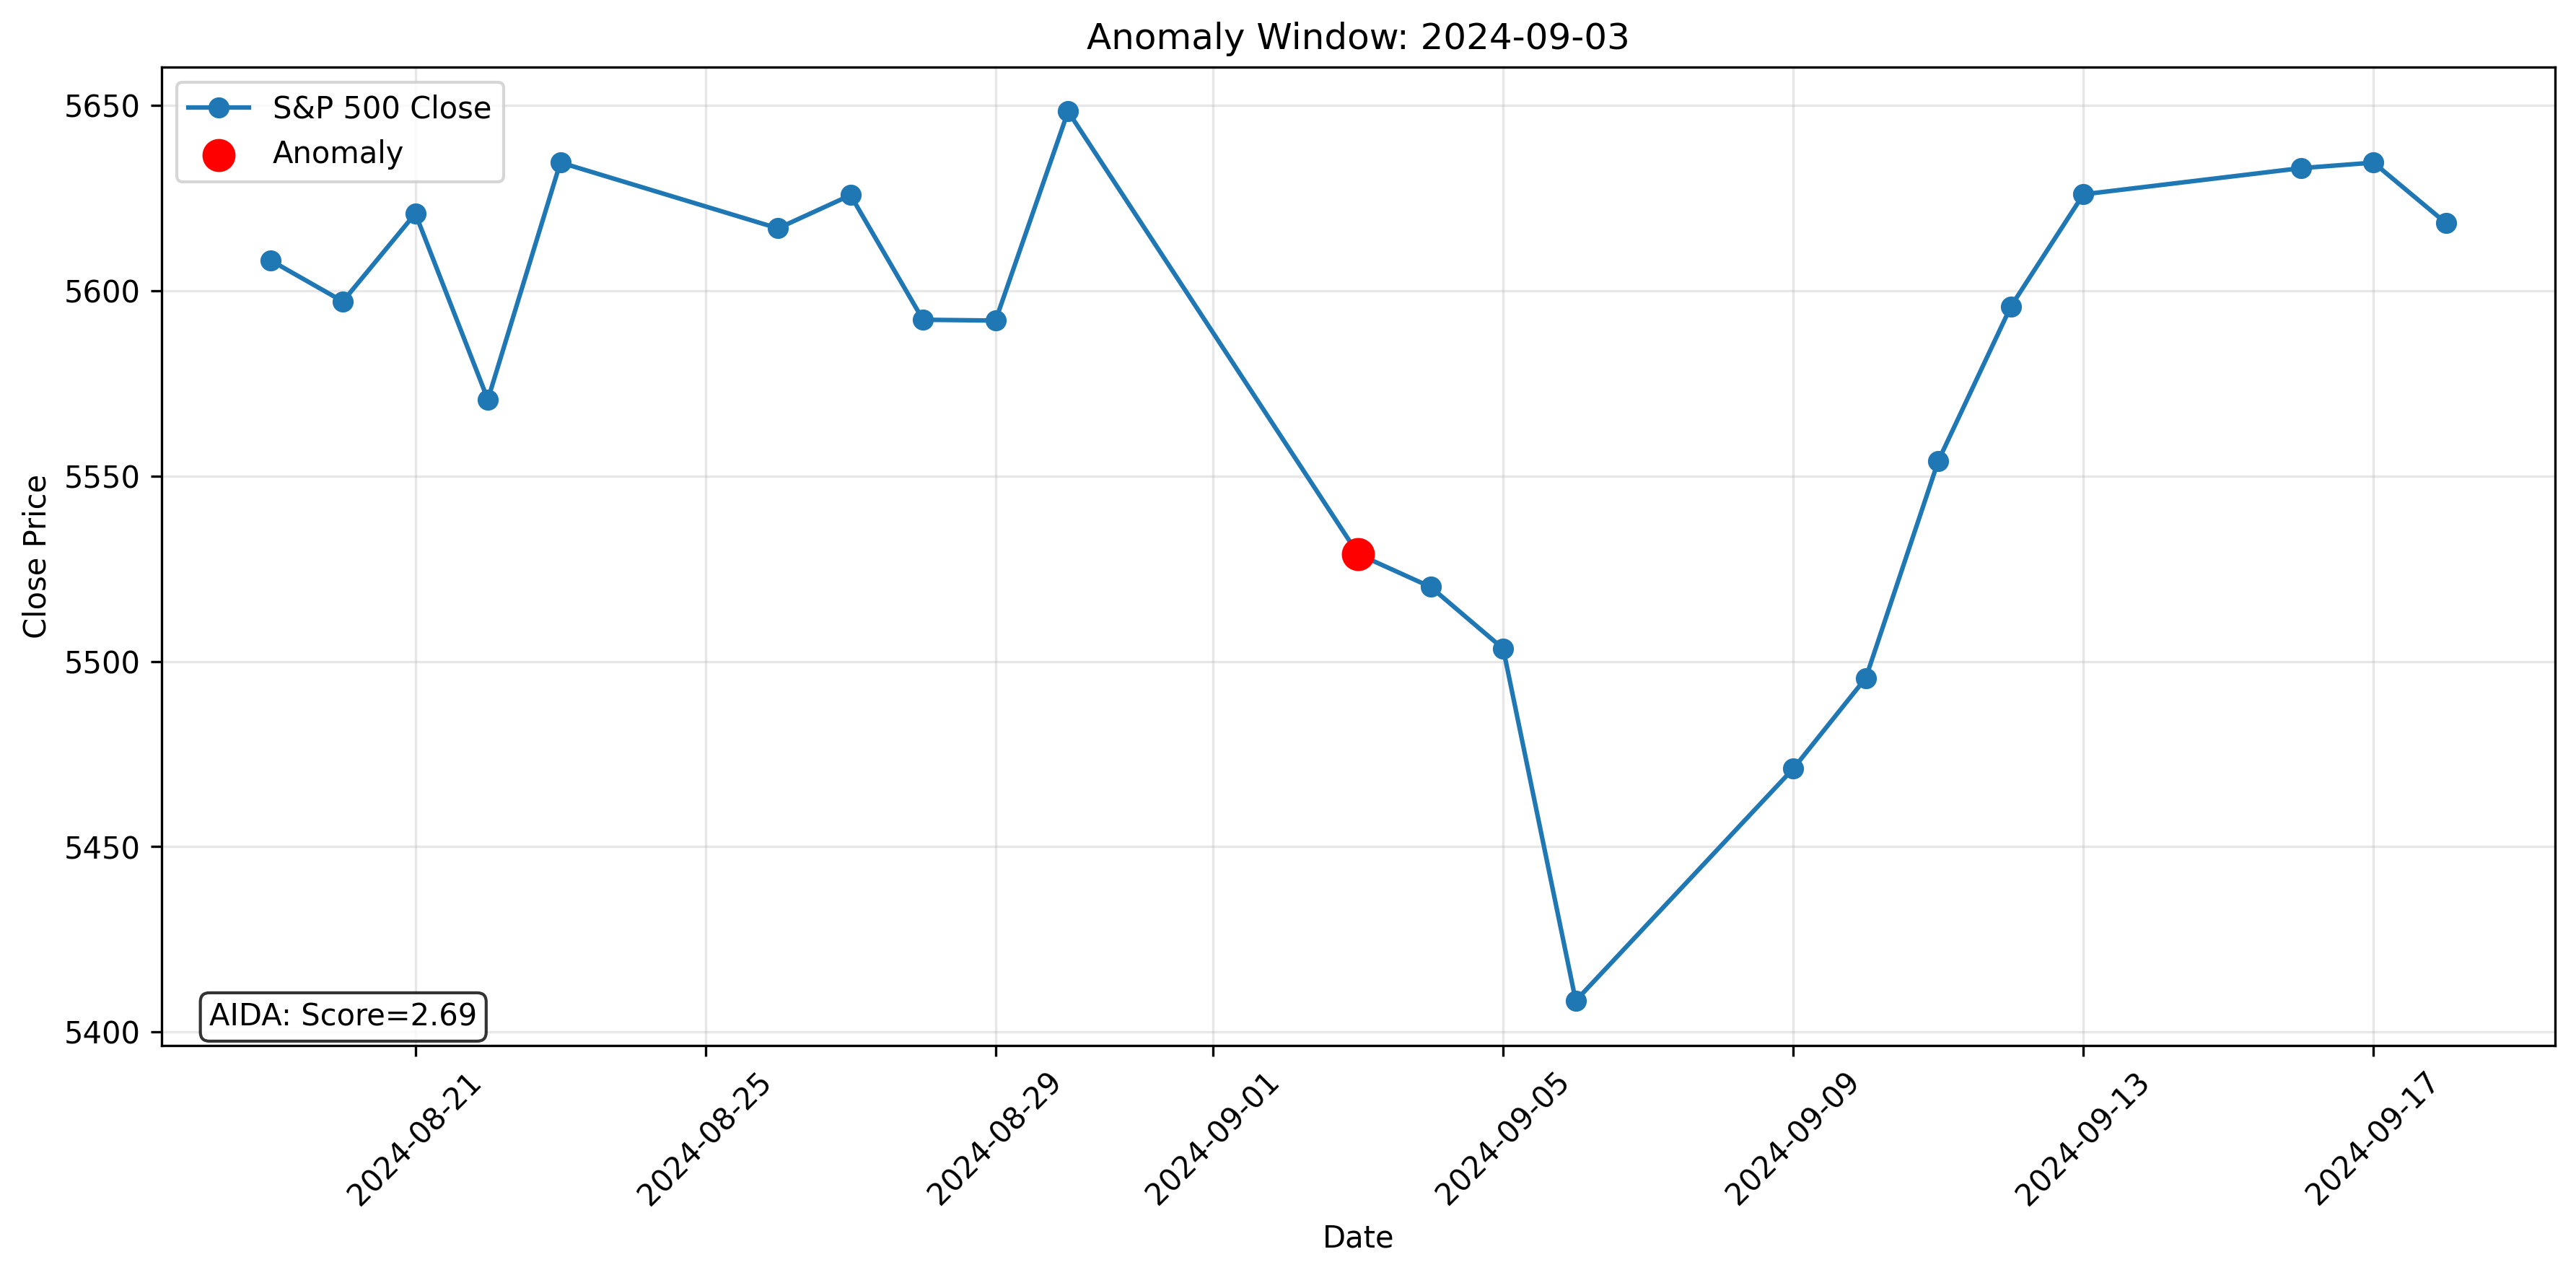 Anomaly Window: 2024-09-03
S&P 500 Close
Anomaly
5650
5600
5550
5500
5450
5400
Close Price
AIDA: Score=2.69
2024-08-21
2024-08-25
2024-08-29
2024-09-01
2024-09-05
2024-09-09
2024-09-13
2024-09-17
Date